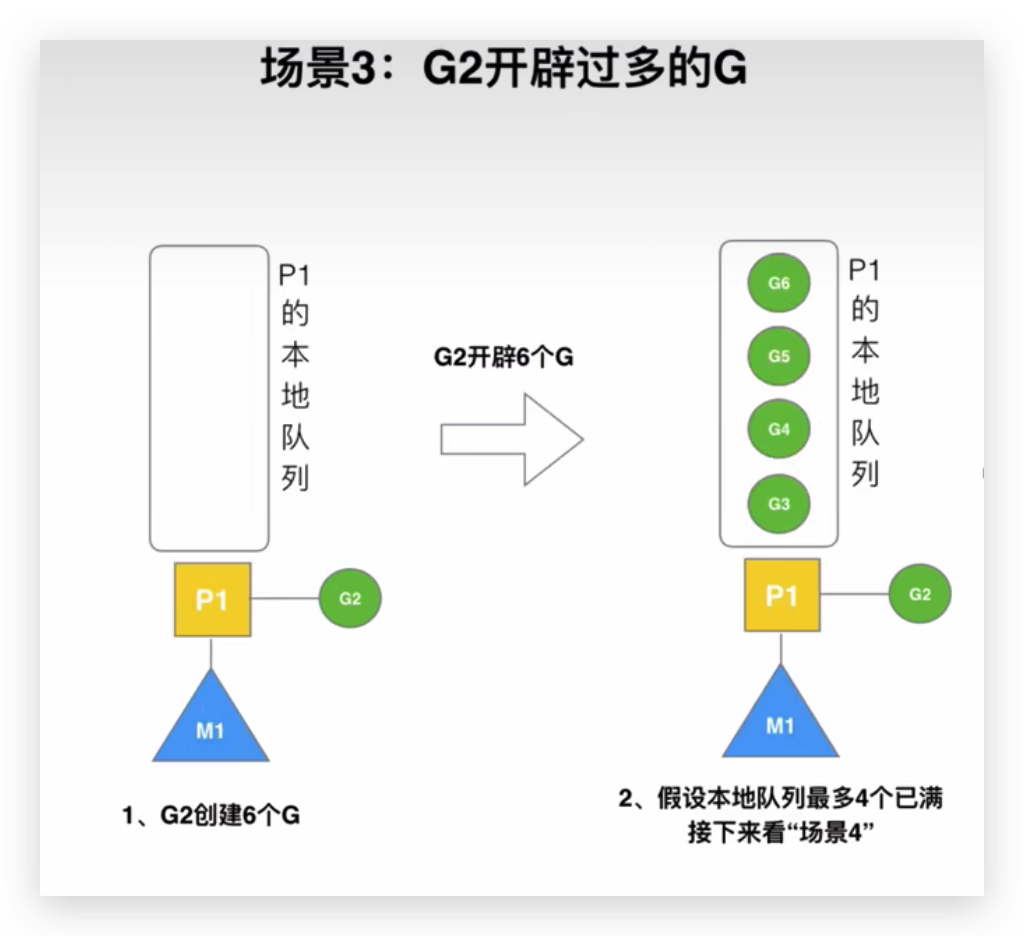 场景3：G2开辟过多的G
P1的本地队列
G2开辟6个G
P1
G2
M1
1、G2创建6个G
G6
G5
G4
G3
P1的本地队列
P1
G2
M1
2、假设本地队列最多4个已满
接下来看“场景4”